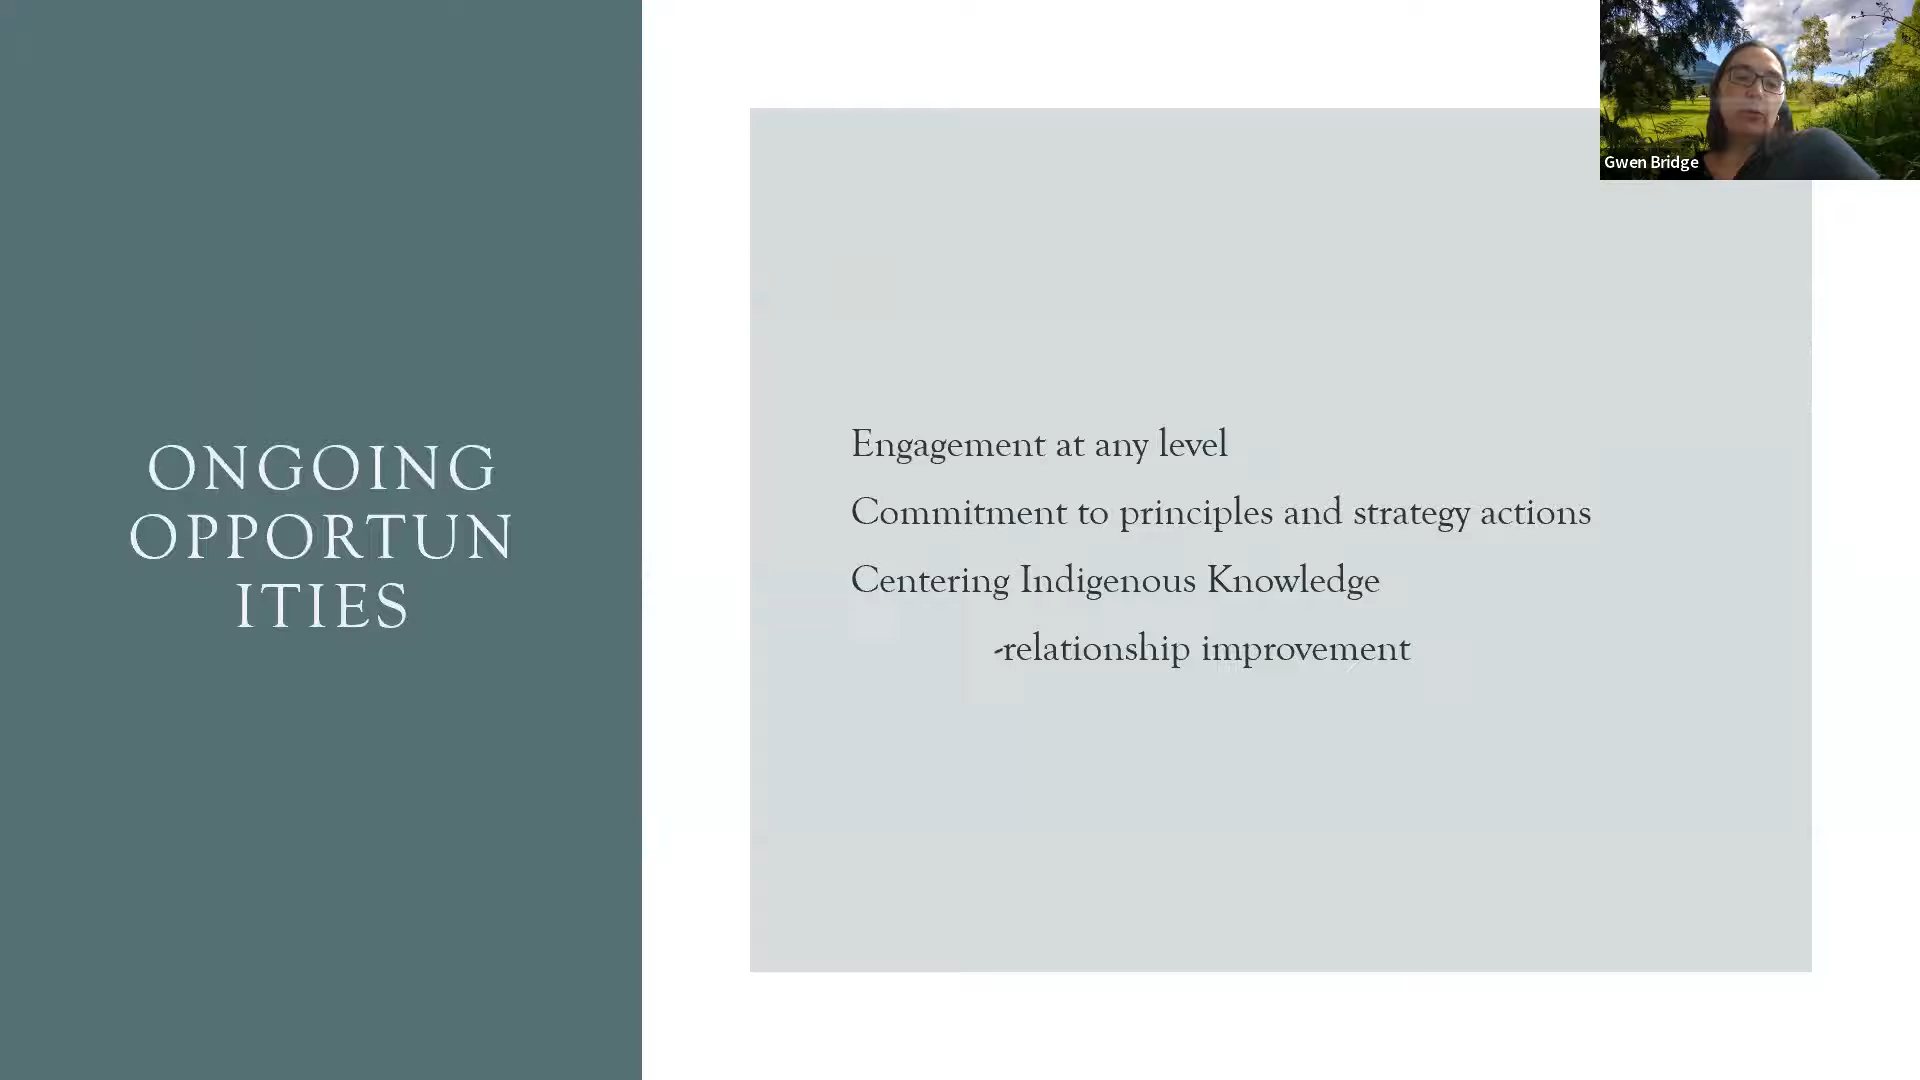 ONGOING
OPPORTUN
ITIES
Engagement at any level
Commitment to principles and strategy actions
Centering Indigenous Knowledge
-relationship improvement
Gwen Bridge